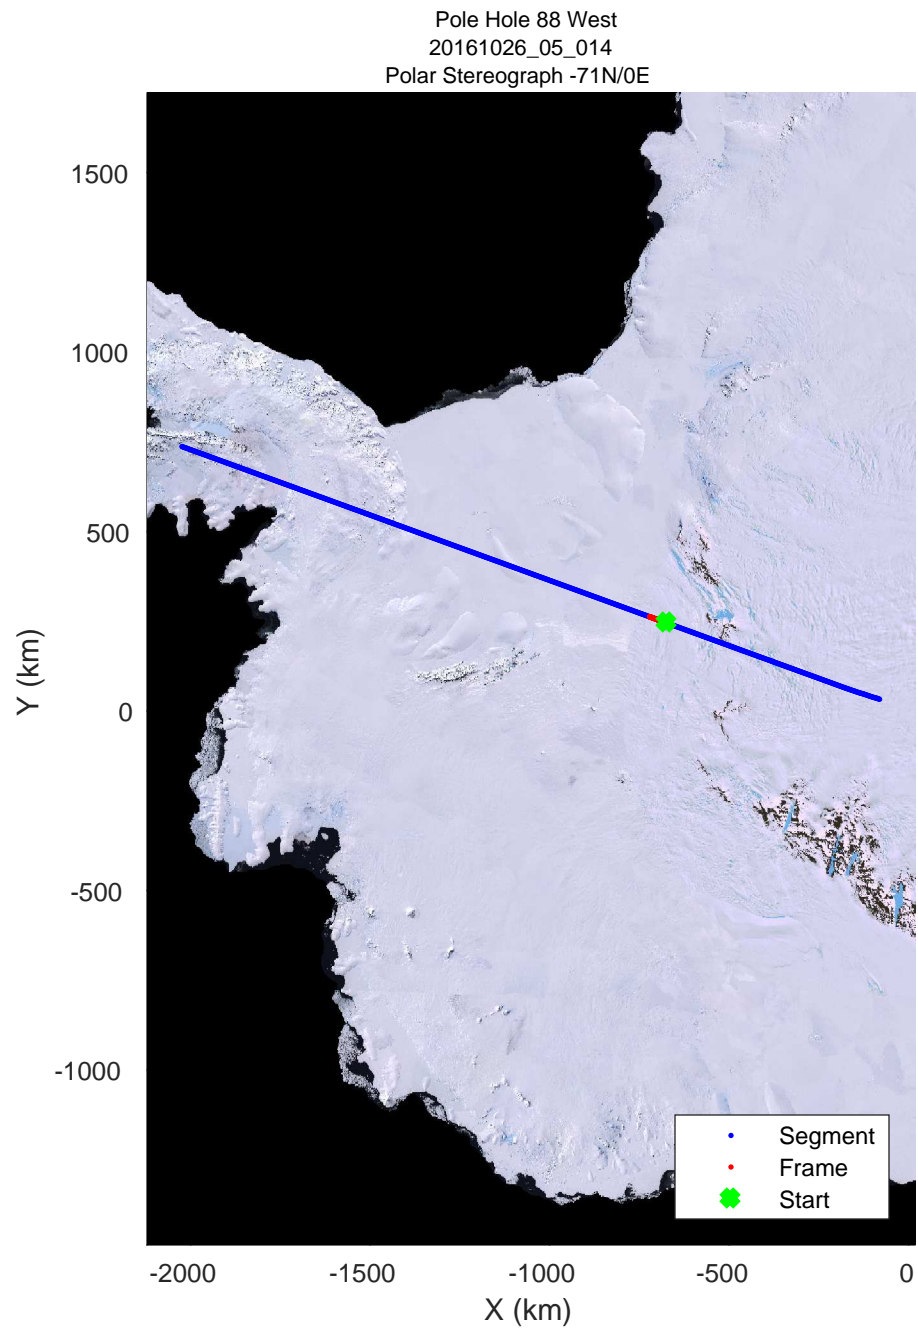 Pole Hole 88 West
20161026_05_014
Polar Stereograph -71N/0E
1500
1000
500
0
-500
-1000
Y (km)
-2000
-1500
-1000
-500
0
X (km)
Segment
Frame
Start